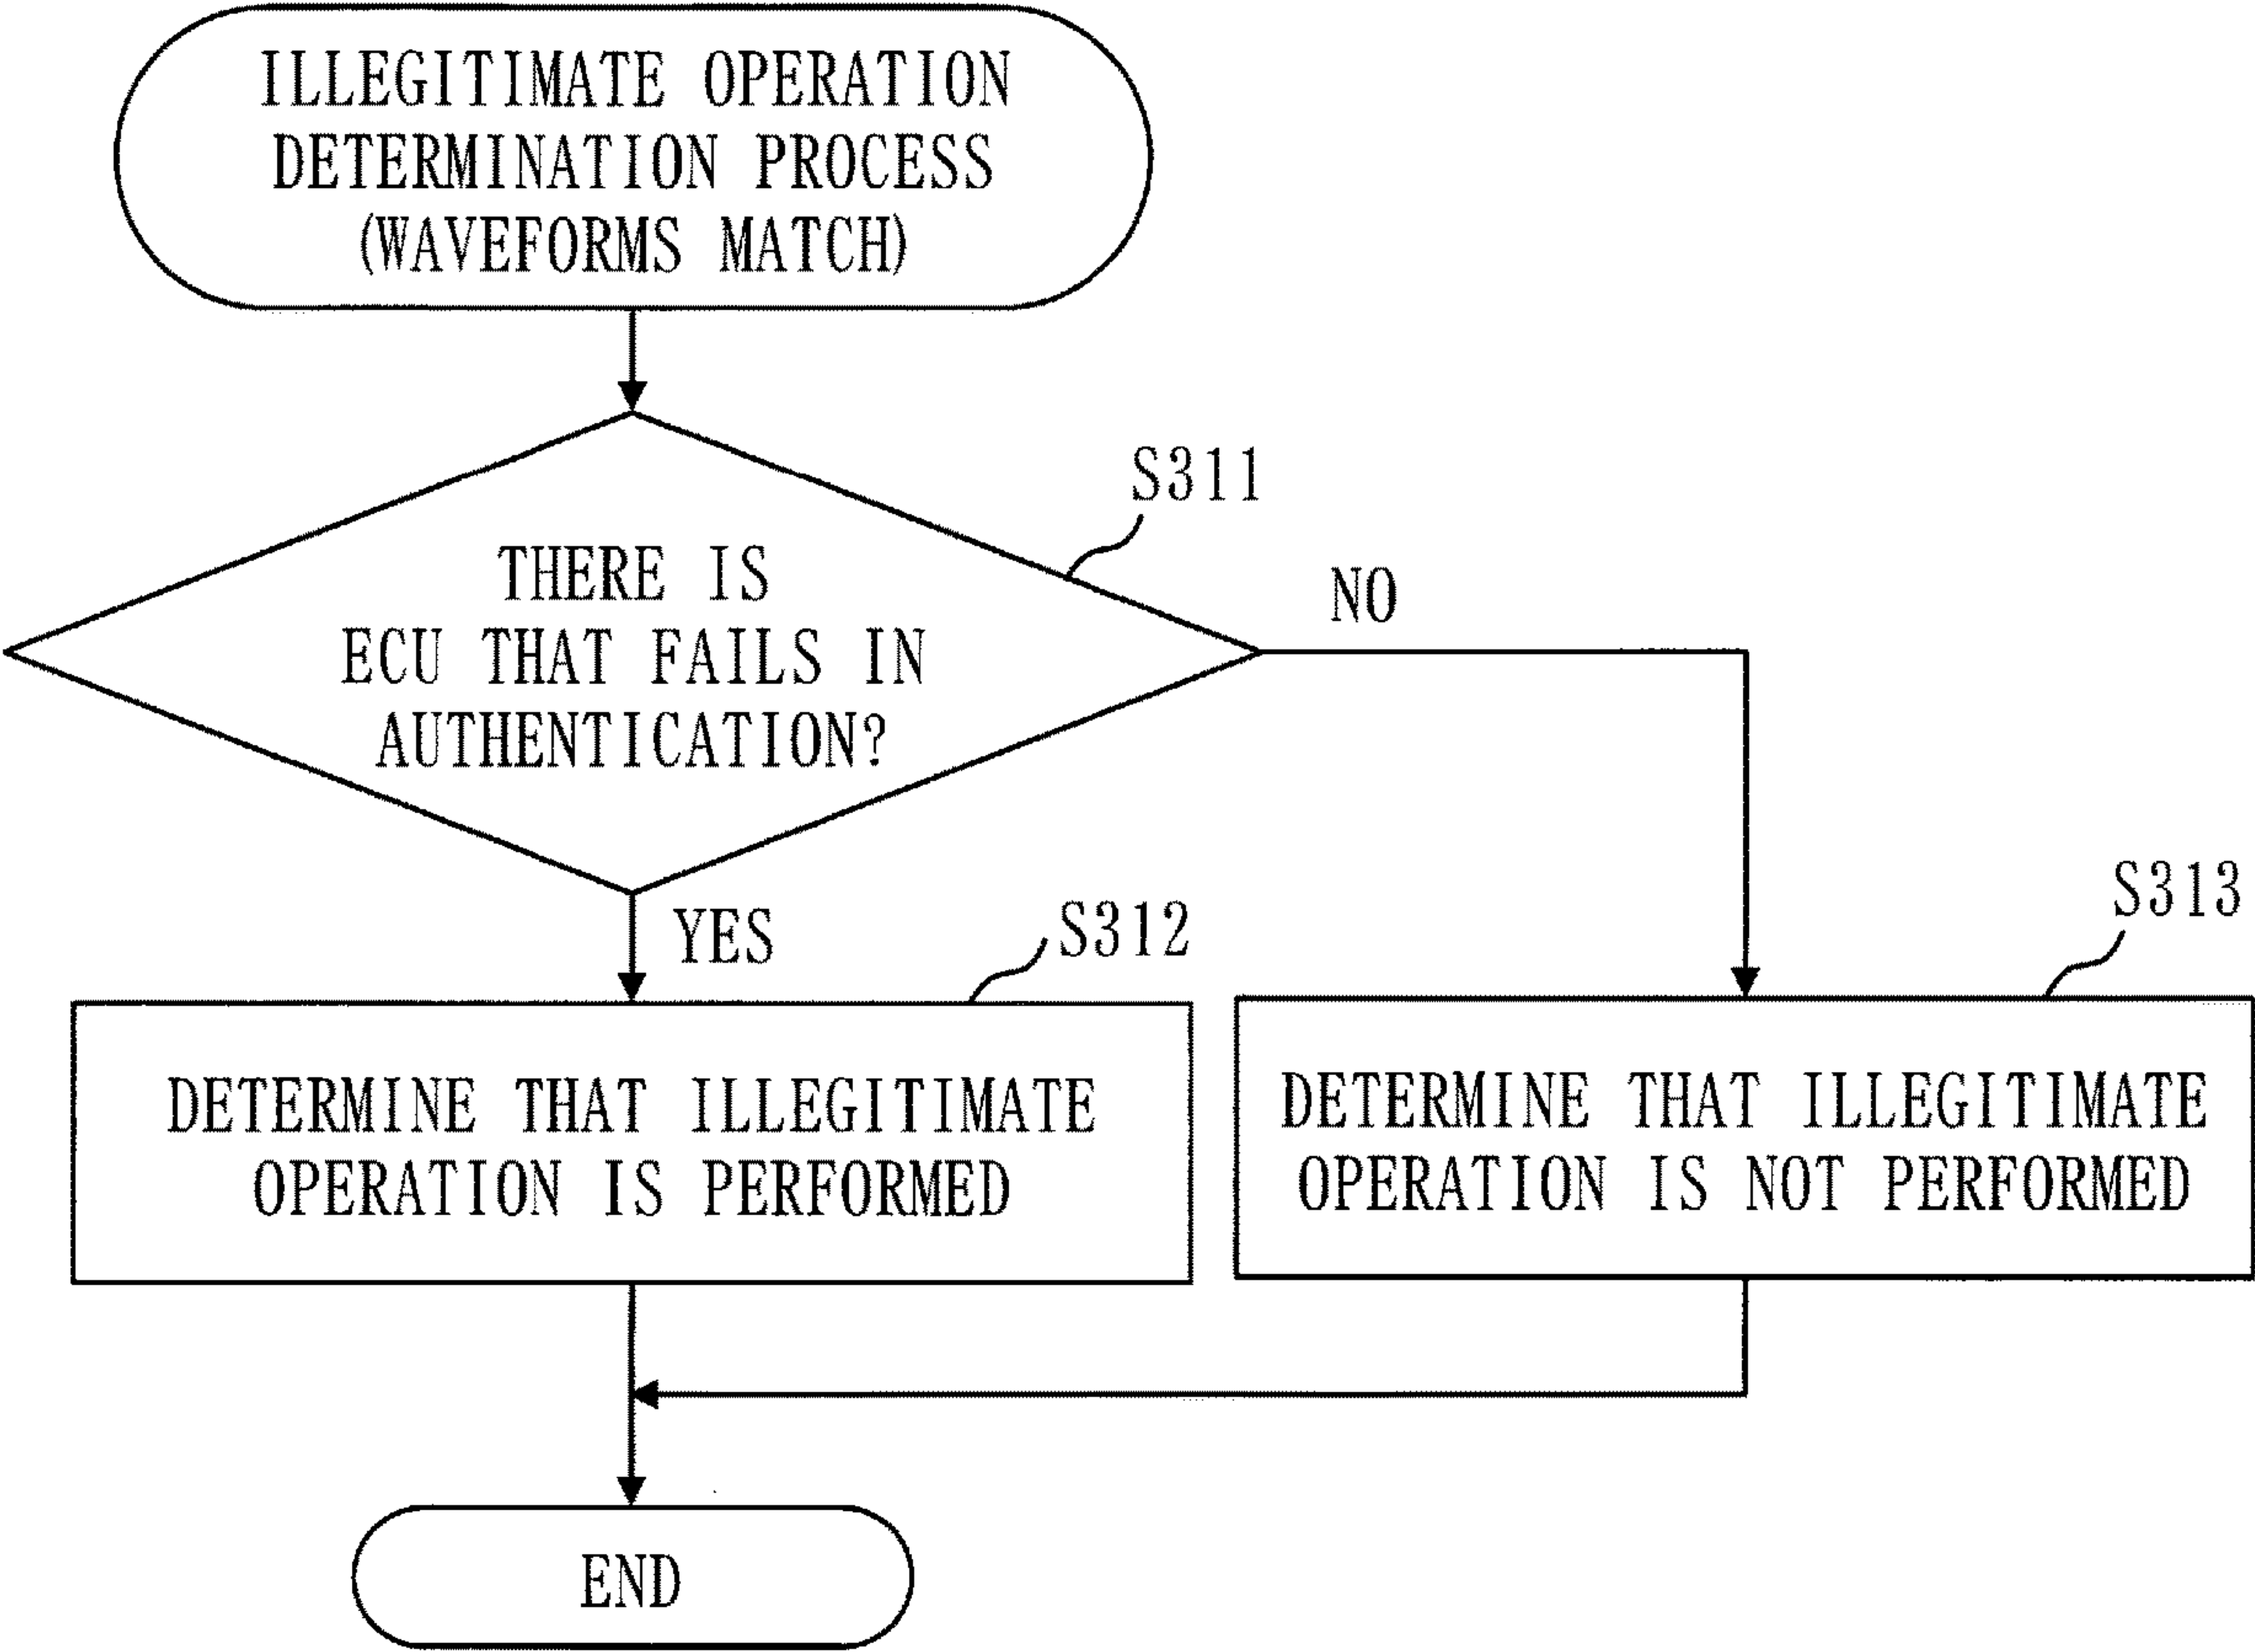 ILLEGITIMATE OPERATION
DETERMINATION PROCESS
(WAVEFORMS MATCH)
S311
THERE IS
ECU THAT FAILS IN
AUTHENTICATION?
NO
YES
S312
S313
DETERMINE THAT ILLEGITIMATE
OPERATION IS PERFORMED
DETERMINE THAT ILLEGITIMATE
OPERATION IS NOT PERFORMED
END